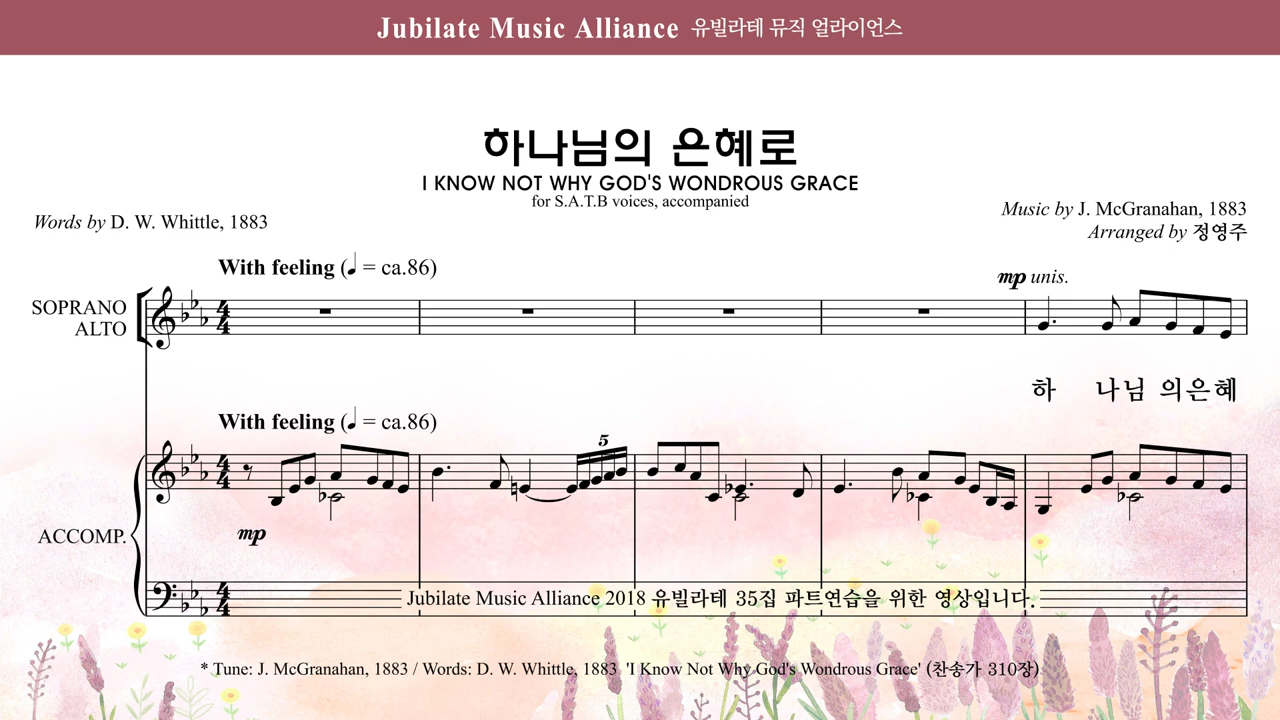 Jubilate Music Alliance 유빌라테 뮤직 얼라이언스
하나님의 은혜로
I KNOW NOT WHY GOD'S WONDROUS GRACE
for S.A.T.B voices, accompanied
Words by D. W. Whittle, 1883
Music by J. McGranahan, 1883
Arranged by 정영주
With feeling (♩ = ca.86)
mp unis.
SOPRANO
ALTO
하 나님 의은혜
With feeling (♩ = ca.86)
5
mp
ACCOMP.
Jubilate Music Alliance 2018 유빌라테 35집 파트연습을 위한 영상입니다.
* Tune: J. McGranahan, 1883 / Words: D. W. Whittle, 1883 'I Know Not Why God's Wondrous Grace' (찬송가 310장)